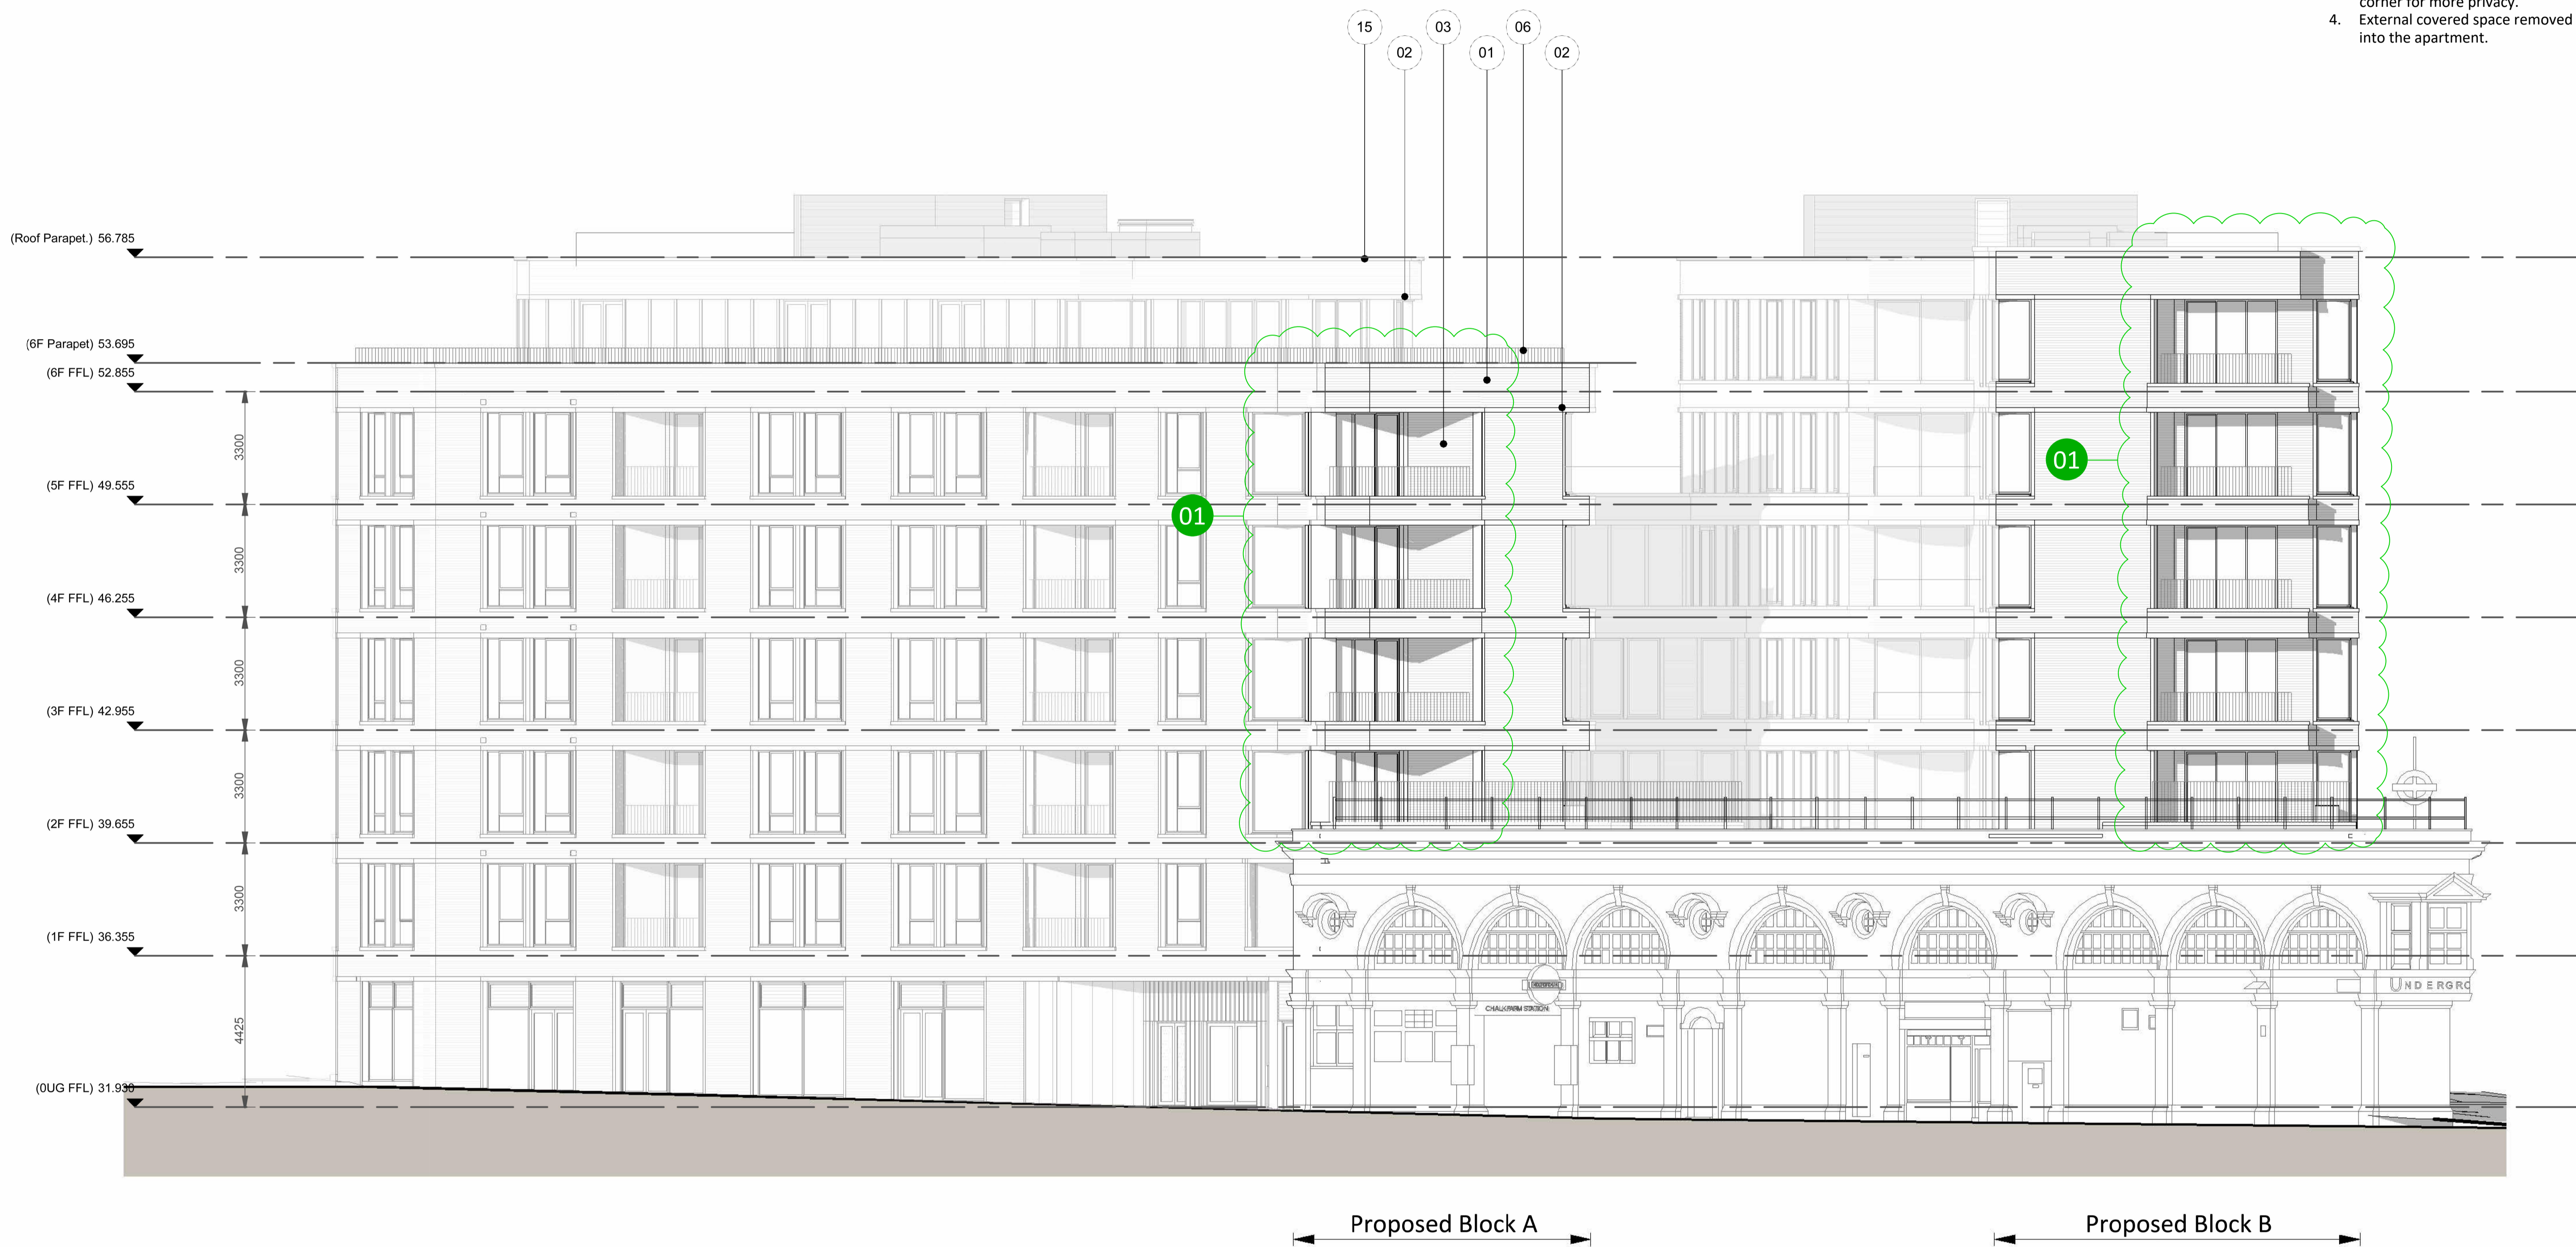 corner for more privacy.
4. External covered space removed
into the apartment.
15
03
06
02
01
02
(Roof Parapet.) 56.785
(6F Parapet) 53.695
(6F FFL) 52.855
3300
01
(5F FFL) 49.555
01
3300
(4F FFL) 46.255
3300
(3F FFL) 42.955
3300
(2F FFL) 39.655
3300
(1F FFL) 36.355
UNDERGRO
CHALK FARM STATION
4425
(0UG FFL) 31.930
Proposed Block A
Proposed Block B